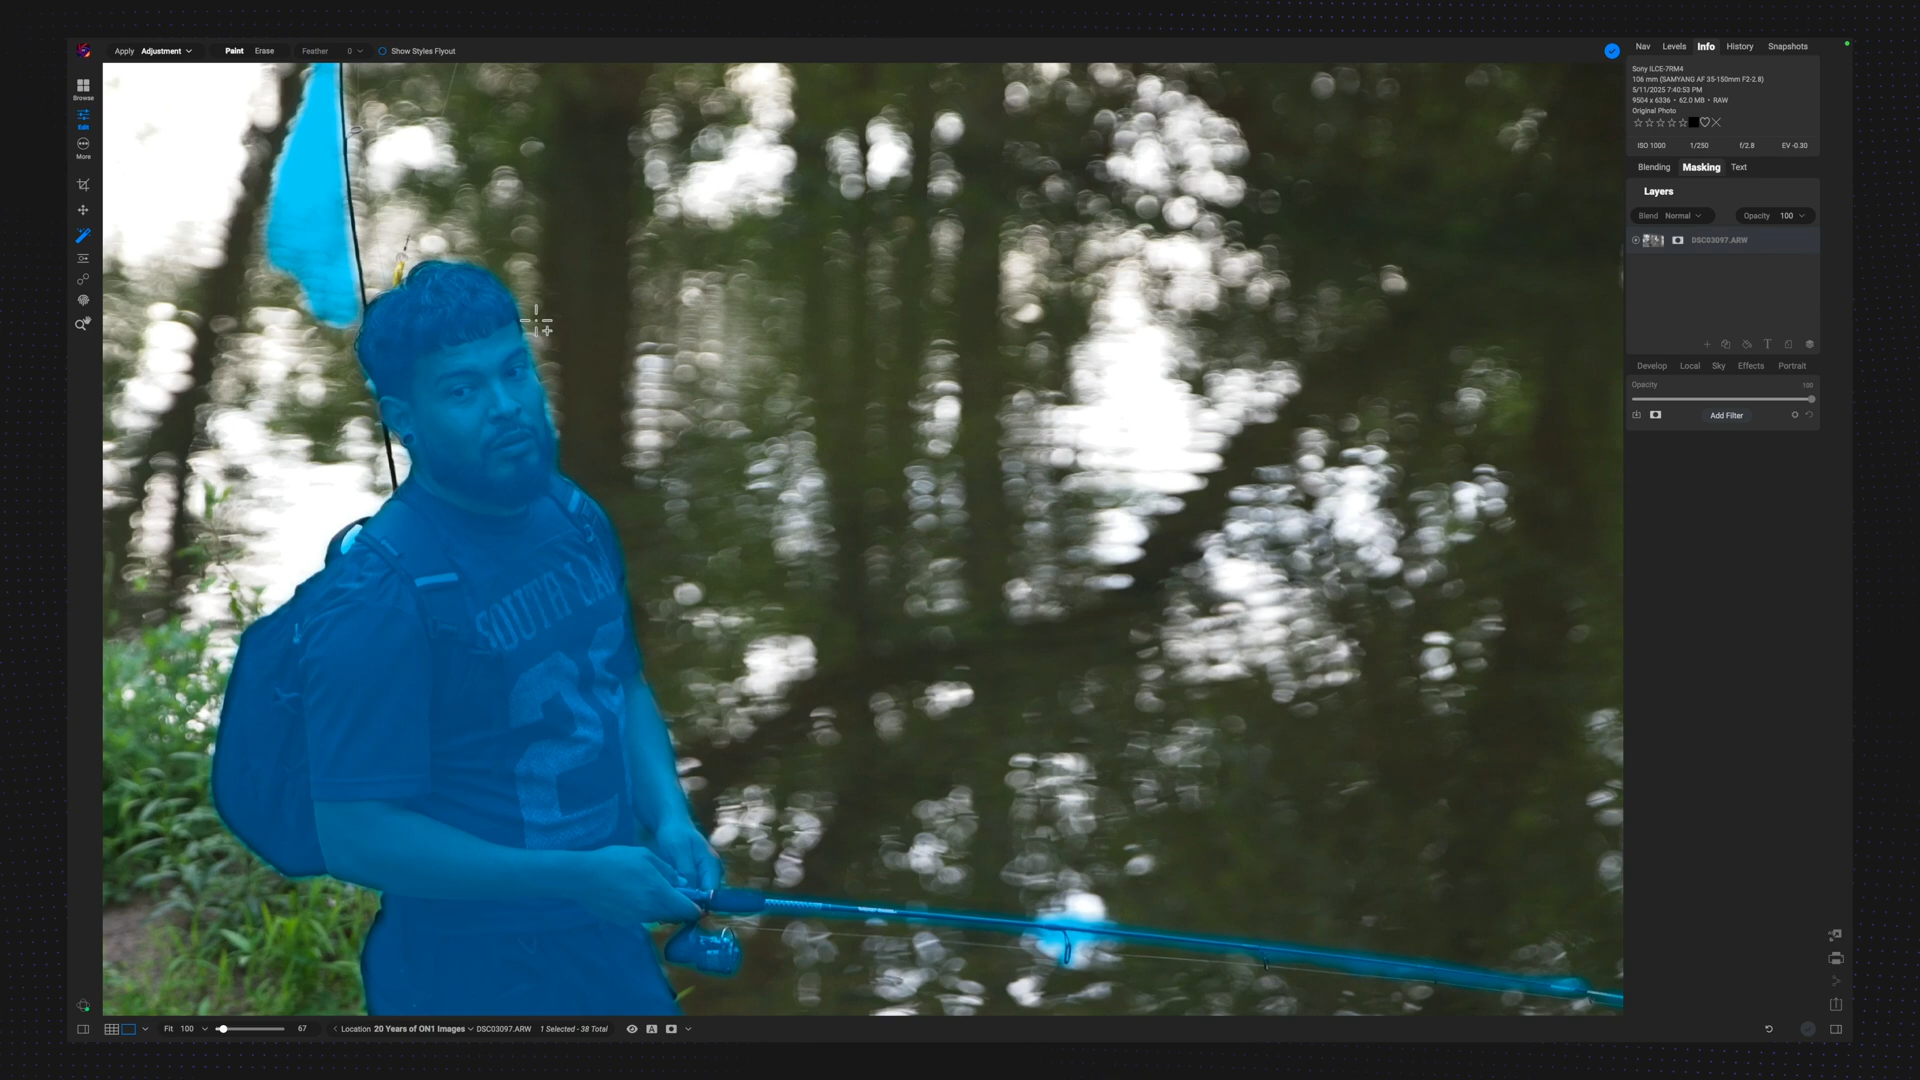 Apply Adjustment Paint Erase Feather 0 Show Styles Flyout
Nav Levels Info History Snapshots
Sony ILCE-7RM4
106 mm (SAMYANG AF 35-150mm F2-2.8)
5/11/2025 7:40:53 PM
9504 x 6336 • 62.0 MB • RAW
Original Photo
ISO 1000 1/250 f/2.8 EV -0.30
Blending Masking Text
Layers
Blend Normal Opacity 100
DSC03097.ARW
Develop Local Sky Effects Portrait
Opacity 100
Add Filter
Browse
Edit
More
SOUTH LA
2
Fit 100 67 Location 20 Years of ON1 Images DSC03097.ARW 1 Selected - 38 Total